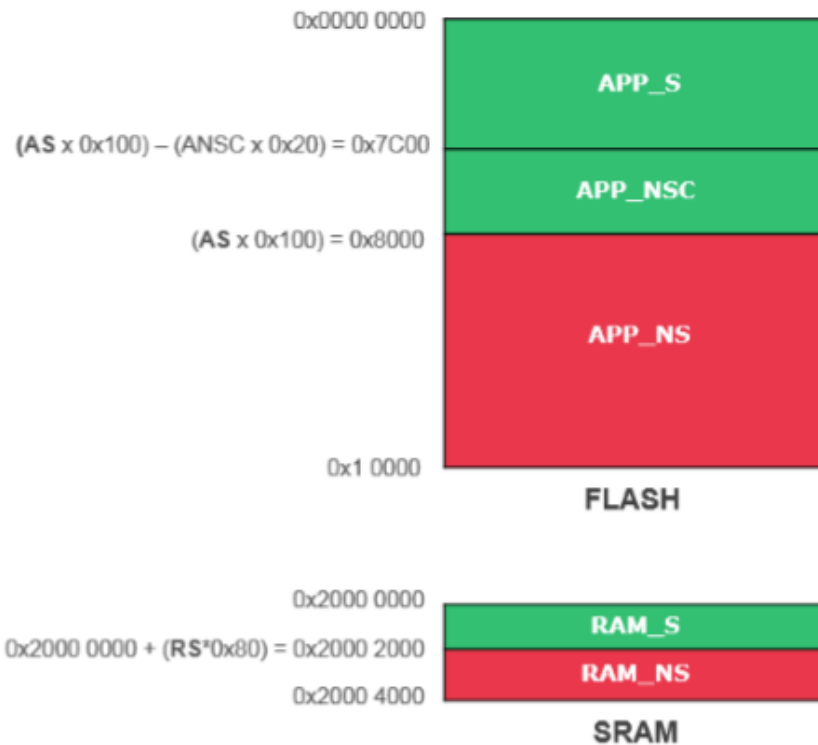 0x0000 0000
APP_S
(AS x 0x100) – (ANSC x 0x20) = 0x7C00
APP_NSC
(AS x 0x100) = 0x8000
APP_NS
0x1 0000
FLASH
0x2000 0000
RAM_S
0x2000 0000 + (RS*0x80) = 0x2000 2000
RAM_NS
0x2000 4000
SRAM